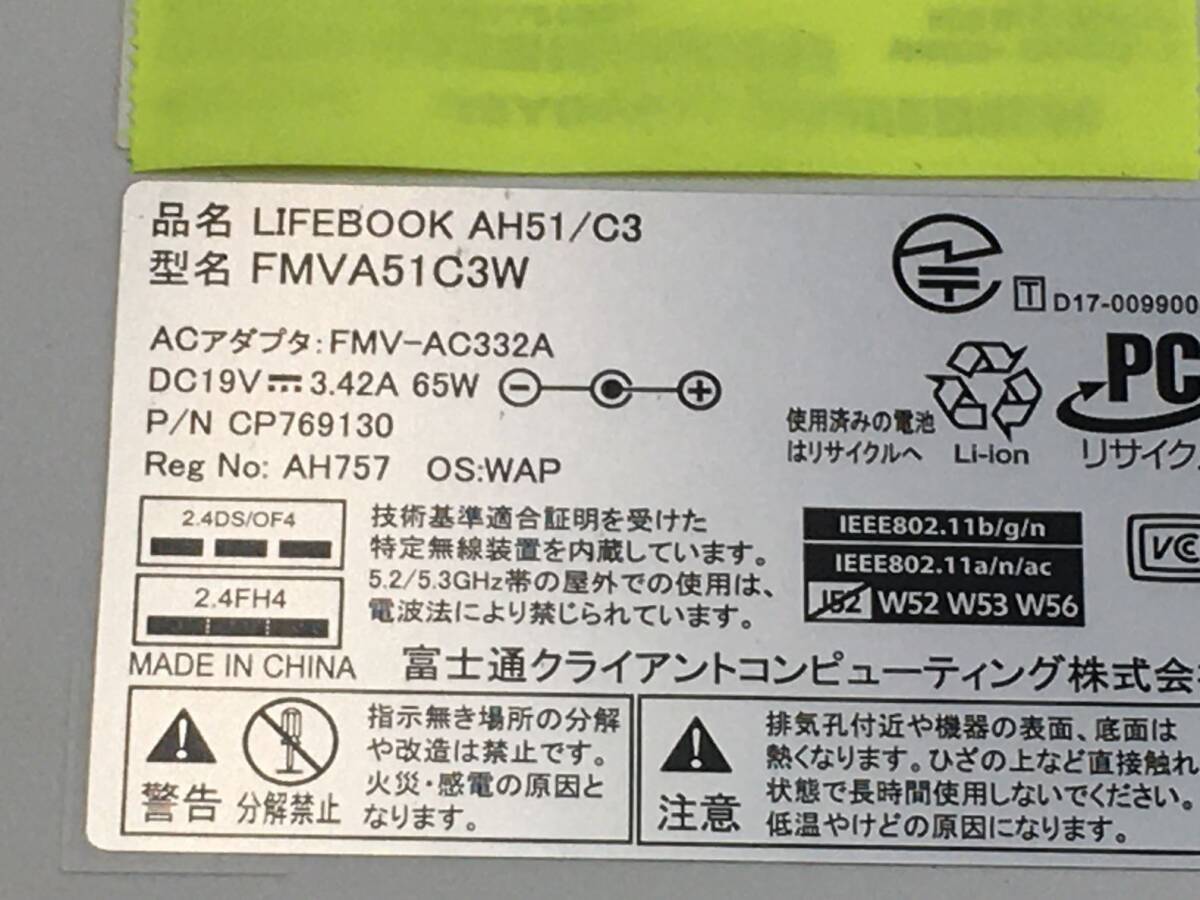 品名 LIFEBOOK AH51/C3
型名 FMVA51C3W
ACアダプタ:FMV-AC332A
DC19V 3.42A 65W
P/N CP769130
Reg No: AH757 OS:WAP
T D17-009900
使用済みの電池
はリサイクルへ
Li-ion
PC
リサイク
2.4DS/OF4
2.4FH4
技術基準適合証明を受けた
特定無線装置を内蔵しています。
5.2/5.3GHz帯の屋外での使用は、
電波法により禁じられています。
IEEE802.11b/g/n
IEEE802.11a/n/ac
J52 W52 W53 W56
VC
MADE IN CHINA
富士通クライアントコンピューティング株式会
警告
分解禁止
指示無き場所の分解
や改造は禁止です。
火災・感電の原因と
なります。
注意
排気孔付近や機器の表面、底面は
熱くなります。ひざの上など直接触れ
状態で長時間使用しないでください。
低温やけどの原因になります。